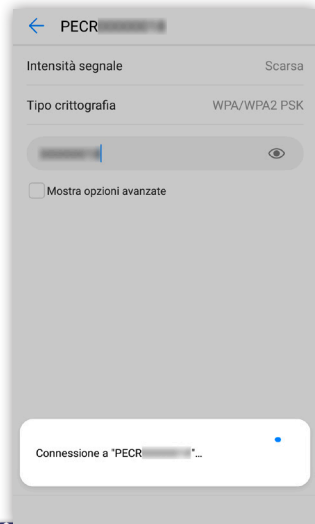 PECR
Intensità segnale Scarsa
Tipo crittografia WPA/WPA2 PSK
Mostra opzioni avanzate
Connessione a "PECR "...